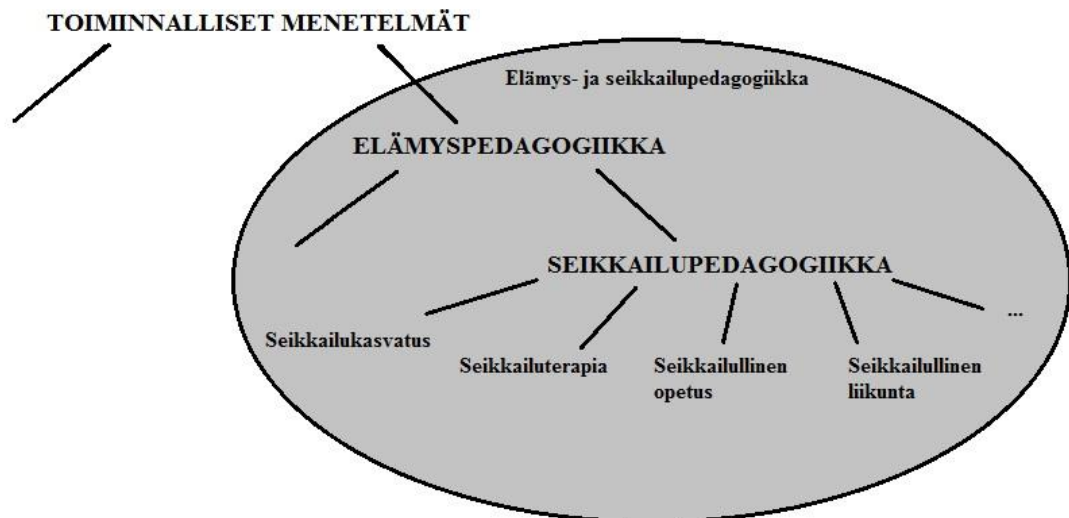 TOIMINNALLISET MENETELMÄT
Elämys- ja seikkailupedagogiikka
ELÄMYSPEDAGOGIIKKA
SEIKKAILUPEDAGOGIIKKA
...
Seikkailukasvatus
Seikkailuterapia
Seikkailullinen
opetus
Seikkailullinen
liikunta